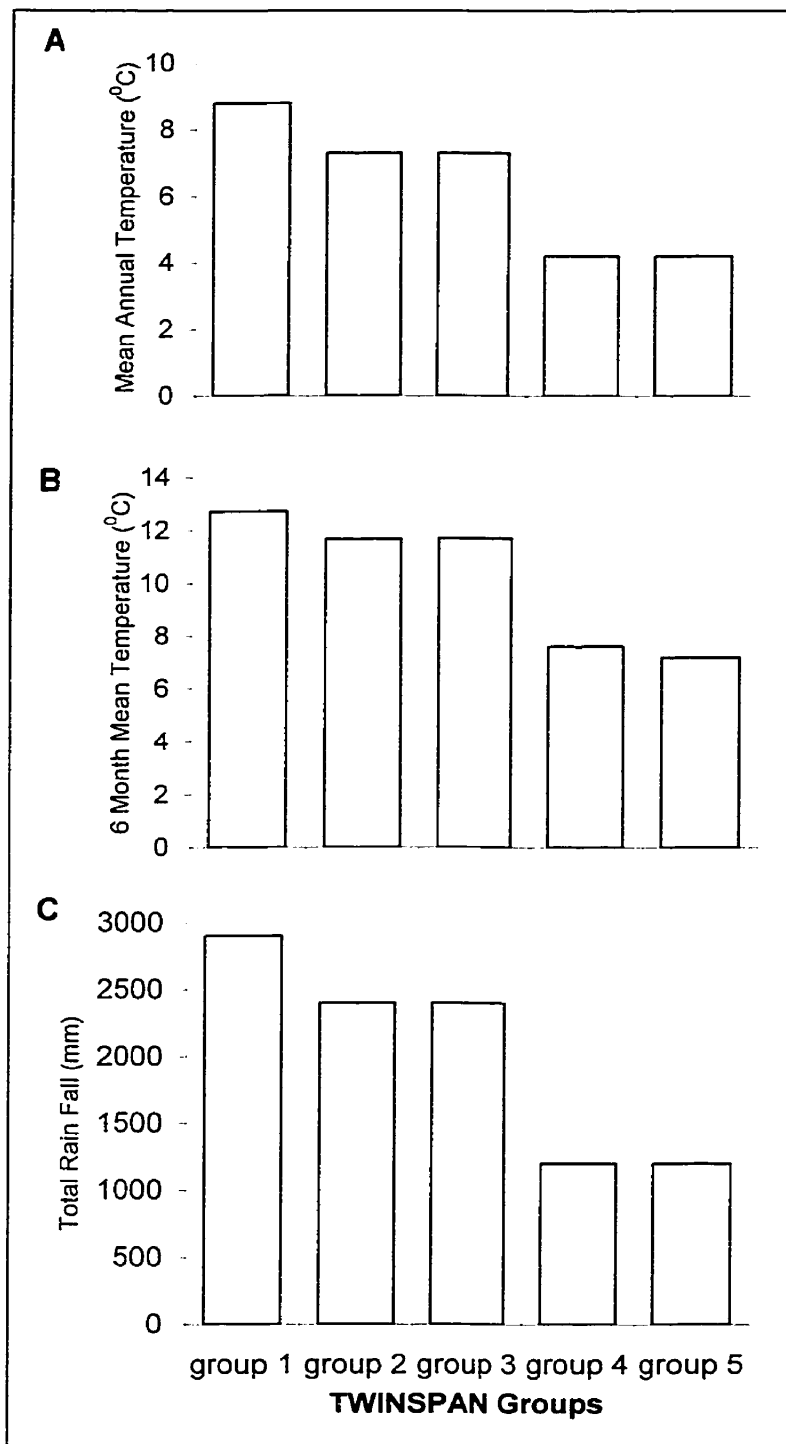 A
Mean Annual Temperature (⁰C)
10
8
6
4
2
0
B
6 Month Mean Temperature (⁰C)
14
12
10
8
6
4
2
0
C
Total Rain Fall (mm)
3000
2500
2000
1500
1000
500
0
group 1 group 2 group 3 group 4 group 5
TWINSPAN Groups